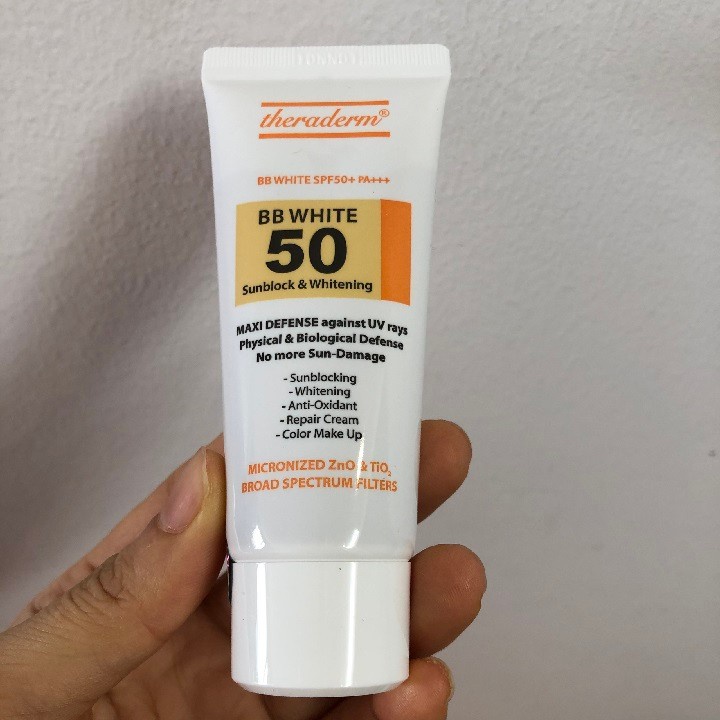 theraderm®
BB WHITE SPF50+ PA+++
BB WHITE
50
Sunblock & Whitening
MAXI DEFENSE against UV rays
Physical & Biological Defense
No more Sun-Damage
- Sunblocking
- Whitening
- Anti-Oxidant
- Repair Cream
- Color Make Up
MICRONIZED ZnO & TiO₂
BROAD SPECTRUM FILTERS